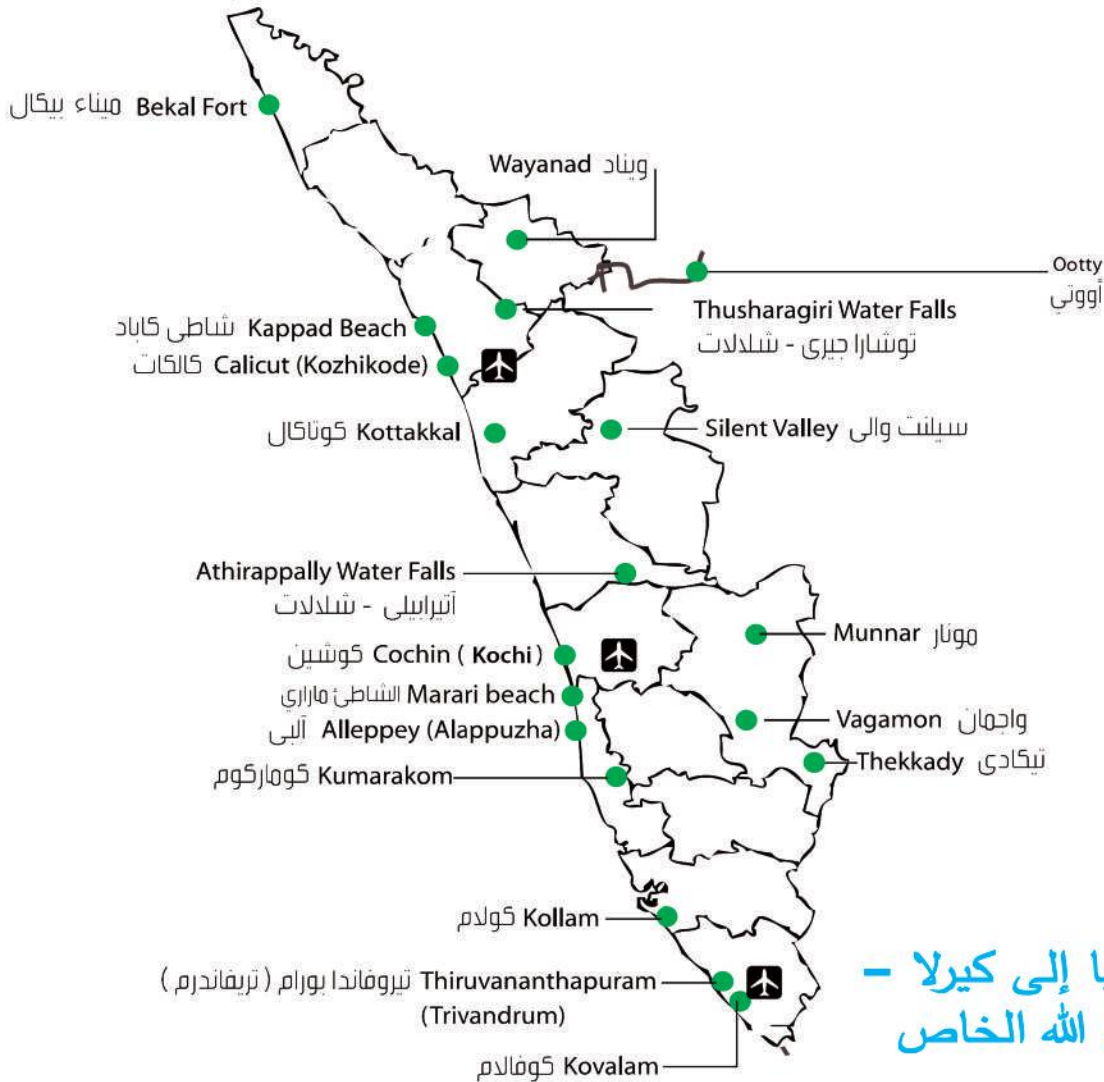 ميناء بيكال Bekal Fort
Wayanad ويناد
Ootty
أووتي
Thusharagiri Water Falls
توشارا جيرى - شلالات
شاطى كاباد Kappad Beach
كالكات Calicut (Kozhikode)
كوتاكال Kottakkal
Silent Valley سيلنت والى
Athirappally Water Falls
آتيرابيلى - شلالات
Munnar مونار
كوشين Cochin ( Kochi )
الشاطئ ماراري Marari beach
Vagamon واجمان
آلبى Alleppey (Alappuzha)
Thekkady تيكادى
كوماركوم Kumarakom
كولام Kollam
تيروفاندا بورام ( تريفاندرم ) Thiruvananthapuram
(Trivandrum)
كوفالام Kovalam
إلى كيرلا –
الله الخاص